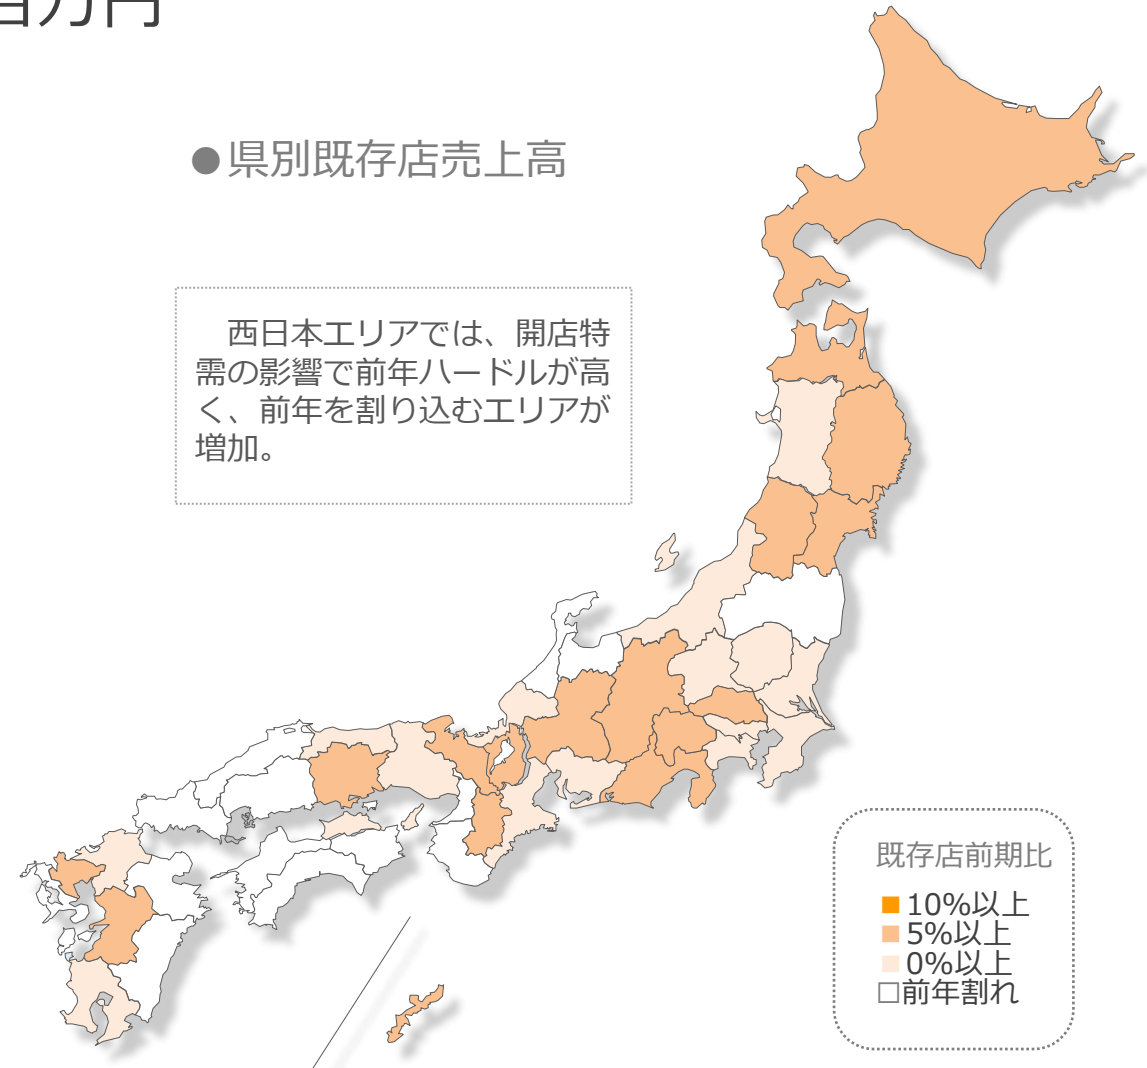 百万円
●県別既存店売上高
西日本エリアでは、開店特
需の影響で前年ハードルが高
く、前年を割り込むエリアが
増加。
既存店前期比
■10%以上
■5%以上
■0%以上
□前年割れ